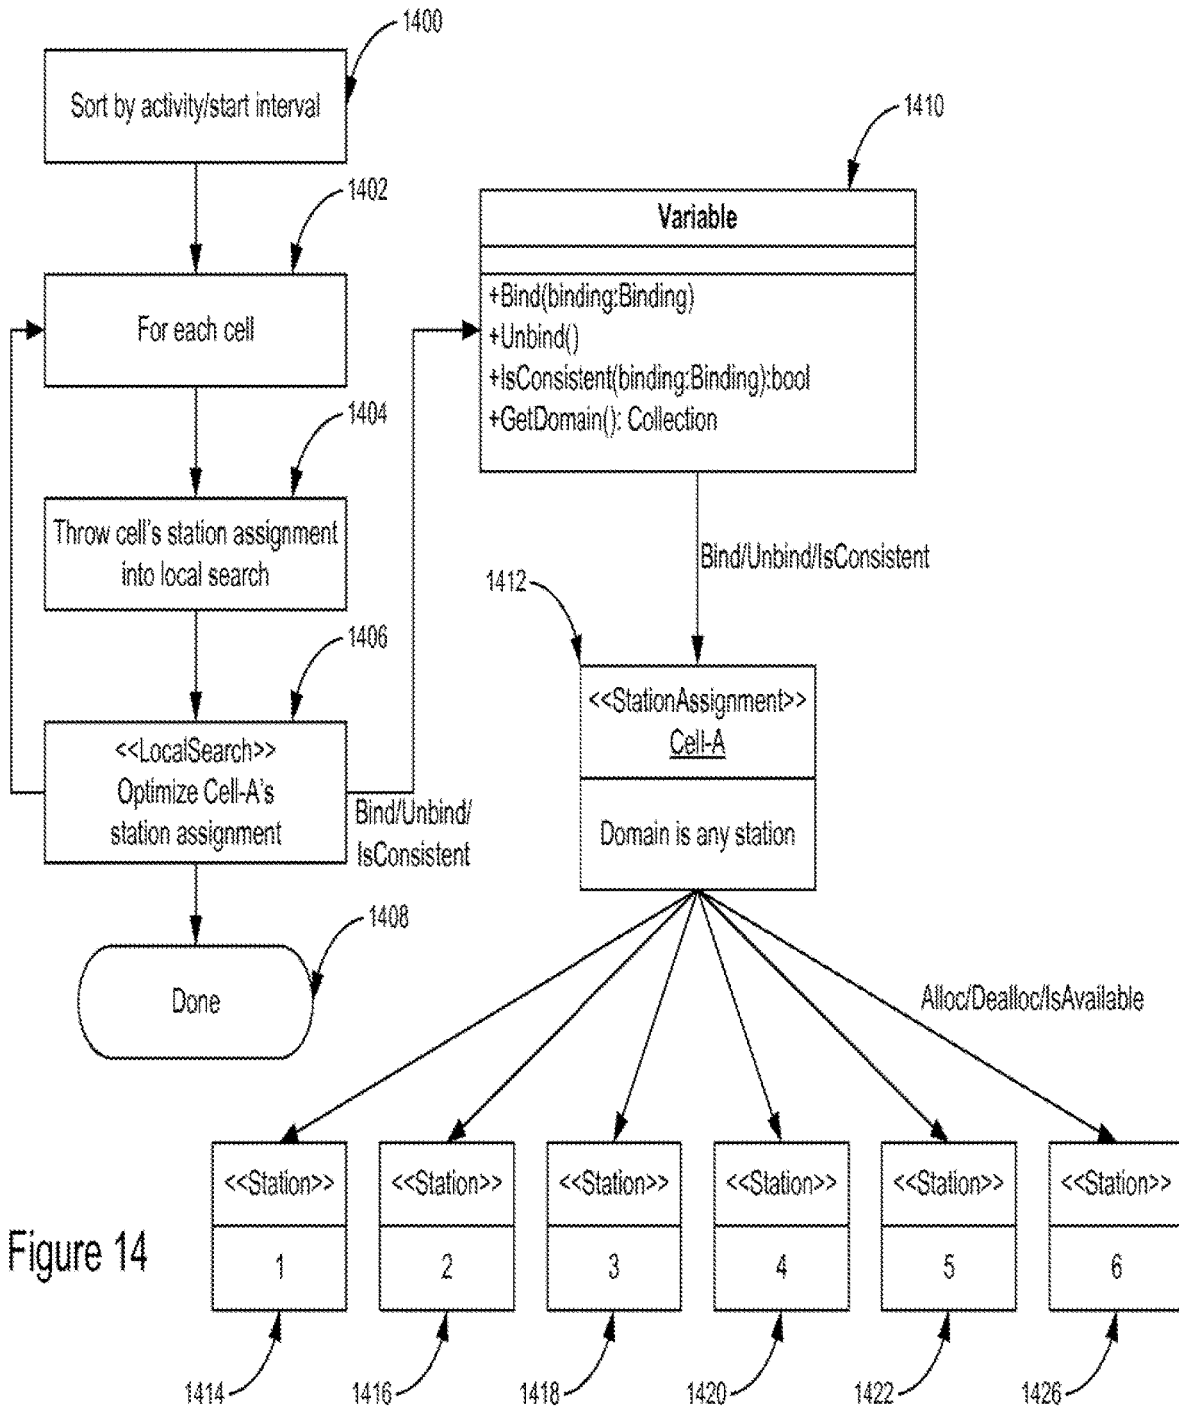 1400
Sort by activity/start interval
1402
For each cell
1404
Throw cell's station assignment
into local search
1406
<<LocalSearch>>
Optimize Cell-A's
station assignment
Bind/Unbind/
IsConsistent
1408
Done
1410
Variable
+Bind(binding:Binding)
+Unbind()
+IsConsistent(binding:Binding):bool
+GetDomain(): Collection
Bind/Unbind/IsConsistent
1412
<<StationAssignment>>
Cell-A
Domain is any station
Alloc/Dealloc/IsAvailable
<<Station>>
1
<<Station>>
2
<<Station>>
3
<<Station>>
4
<<Station>>
5
<<Station>>
6
Figure 14
1414
1416
1418
1420
1422
1426